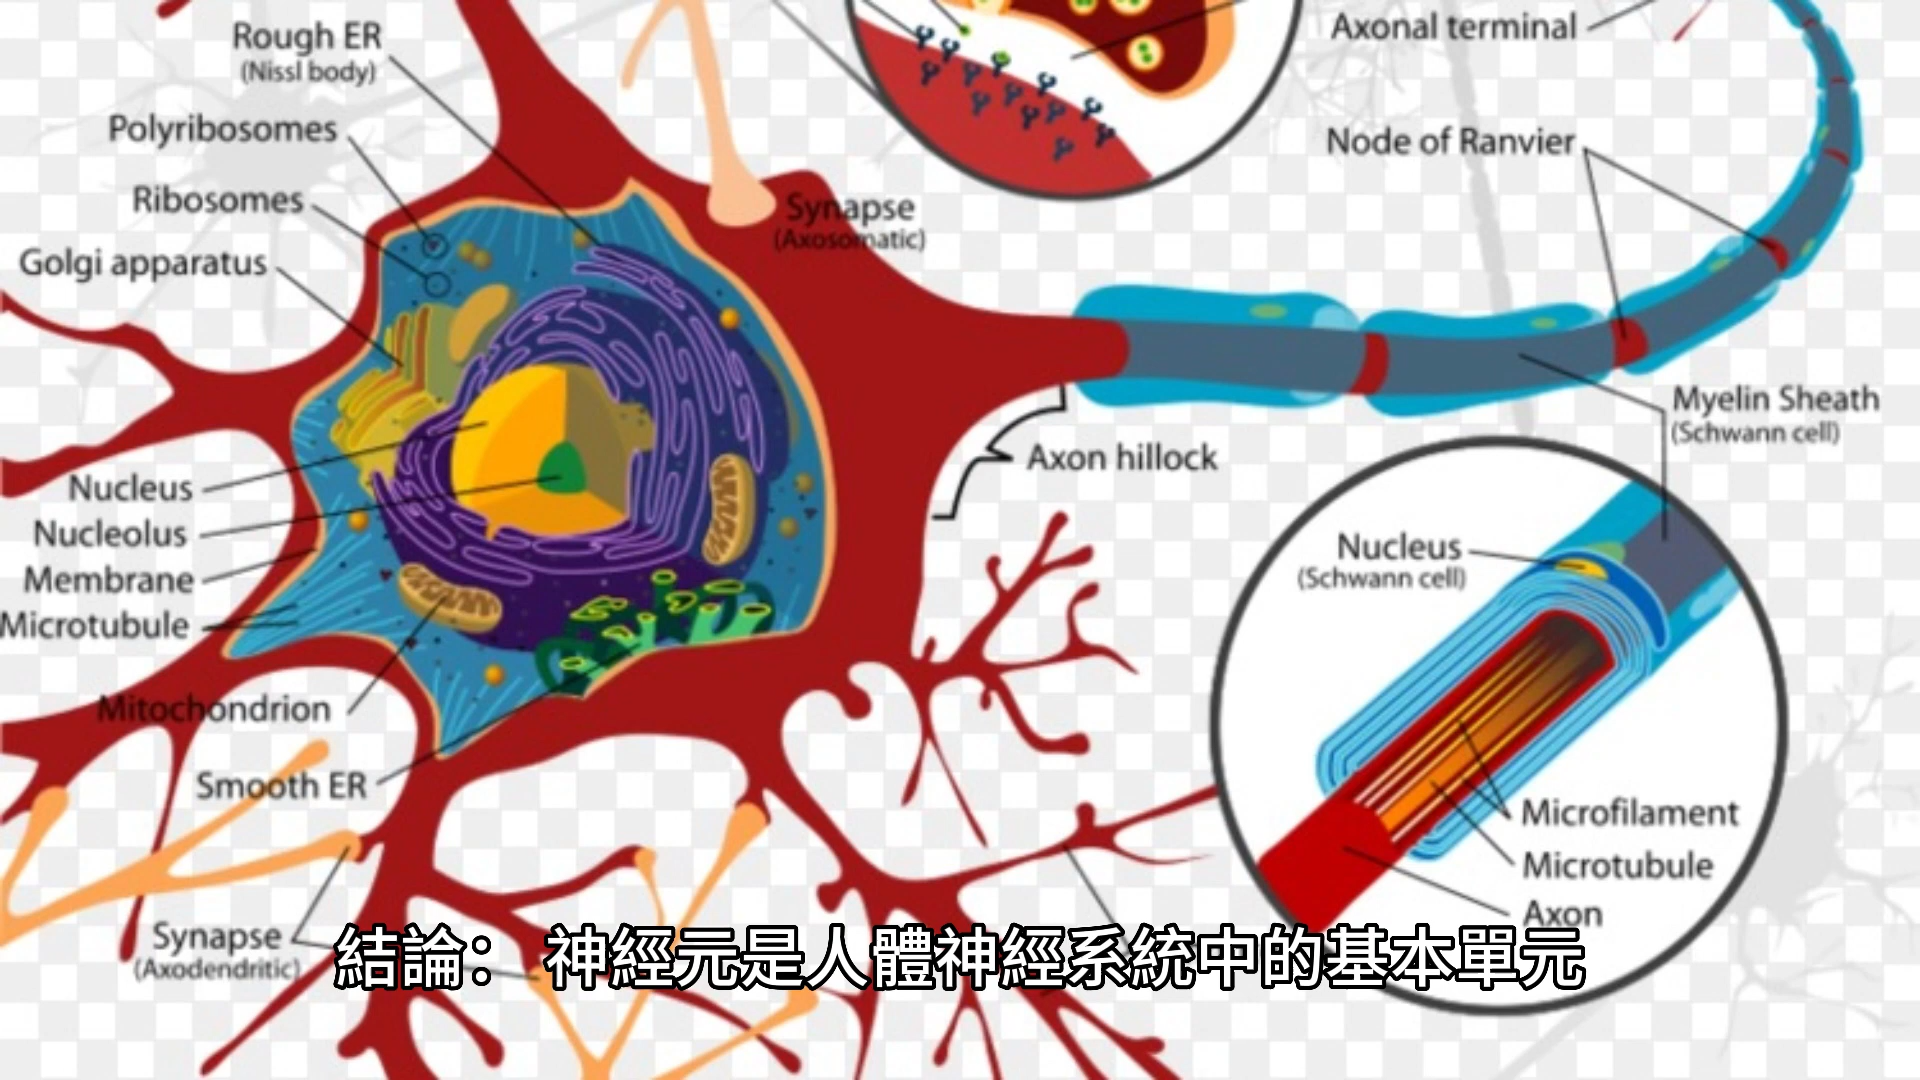 Rough ER
(Nissl body)
Polyribosomes
Ribosomes
Golgi apparatus
Nucleus
Nucleolus
Membrane
Microtubule
Mitochondrion
Smooth ER
Synapse
(Axodendritic)
Synapse
(Axosomatic)
Axonal terminal
Node of Ranvier
Axon hillock
Myelin Sheath
(Schwann cell)
Nucleus
(Schwann cell)
Microfilament
Microtubule
Axon
結論： 神經元是人體神經系統中的基本單元